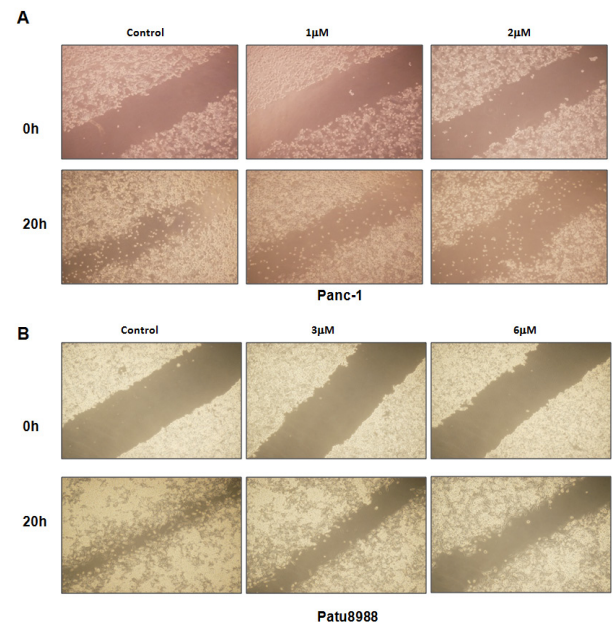 A
Control 1µM 2µM
0h
20h
Panc-1
B
Control 3µM 6µM
0h
20h
Patu8988